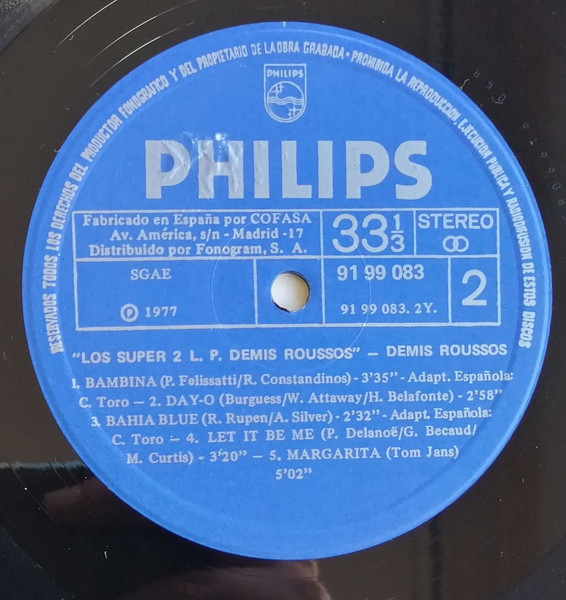 RESERVADOS TODOS LOS DERECHOS DEL PRODUCTOR FONOGRAFICO Y DEL PROPIETARIO DE LA OBRA GRABADA · PROHIBIDA LA REPRODUCCION, EJECUCION PUBLICA Y RADIODIFUSION DE ESTOS DISCOS
PHILIPS
PHILIPS
Fabricado en España por COFASA
Av. América, s/n - Madrid -17
Distribuido por Fonogram, S. A.
33 1/3
STEREO
SGAE
℗ 1977
91 99 083
91 99 083. 2Y.
2
"LOS SUPER 2 L. P. DEMIS ROUSSOS" – DEMIS ROUSSOS
1. BAMBINA (P. Felissatti/R. Constandinos) - 3'35" - Adapt. Española:
C. Toro – 2. DAY-O (Burguess/W. Attaway/H. Belafonte) - 2'58"
3. BAHIA BLUE (R. Rupen/A. Silver) - 2'32" - Adapt. Española:
C. Toro – 4. LET IT BE ME (P. Delanoë/G. Becaud/
M. Curtis) - 3'20" – 5. MARGARITA (Tom Jans)
5'02"